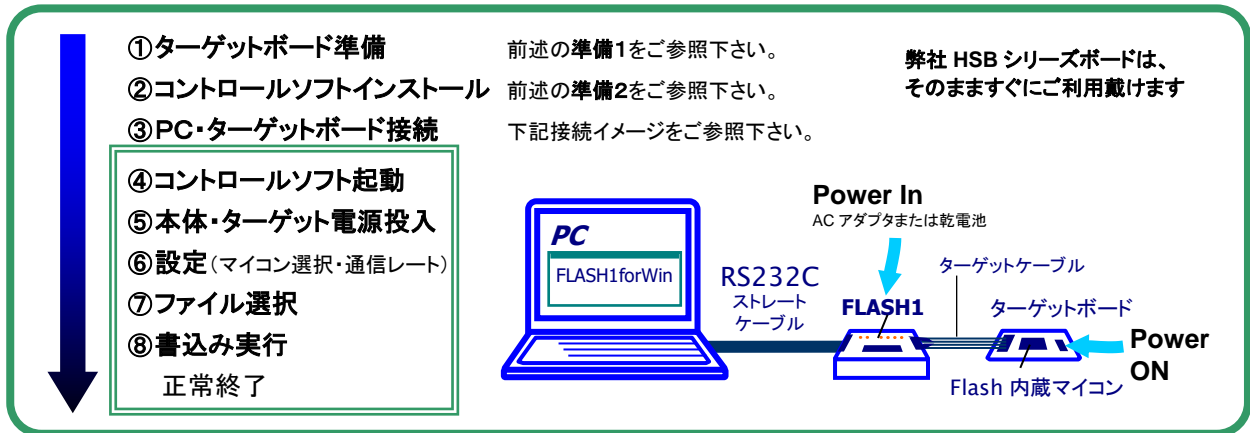 ①ターゲットボード準備 前述の準備1をご参照下さい。
②コントロールソフトインストール 前述の準備2をご参照下さい。
③PC・ターゲットボード接続 下記接続イメージをご参照下さい。
弊社 HSB シリーズボードは、
そのまますぐにご利用戴けます
④コントロールソフト起動
⑤本体・ターゲット電源投入
⑥設定(マイコン選択・通信レート)
⑦ファイル選択
⑧書込み実行
正常終了
PC
FLASH1forWin
RS232C
ストレート
ケーブル
Power In
AC アダプタまたは乾電池
FLASH1
ターゲットケーブル
ターゲットボード
Power
ON
Flash 内蔵マイコン